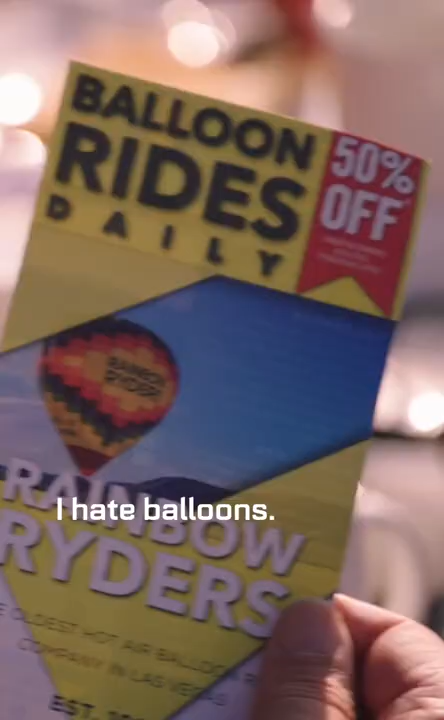 BALLOON
RIDES
DAILY
50%
OFF
RAINBOW
RYDERS
I hate balloons.
RAINBOW
RYDERS
OLDEST HOT AIR BALLOON
COMPANY IN LAS VEGAS
EST.